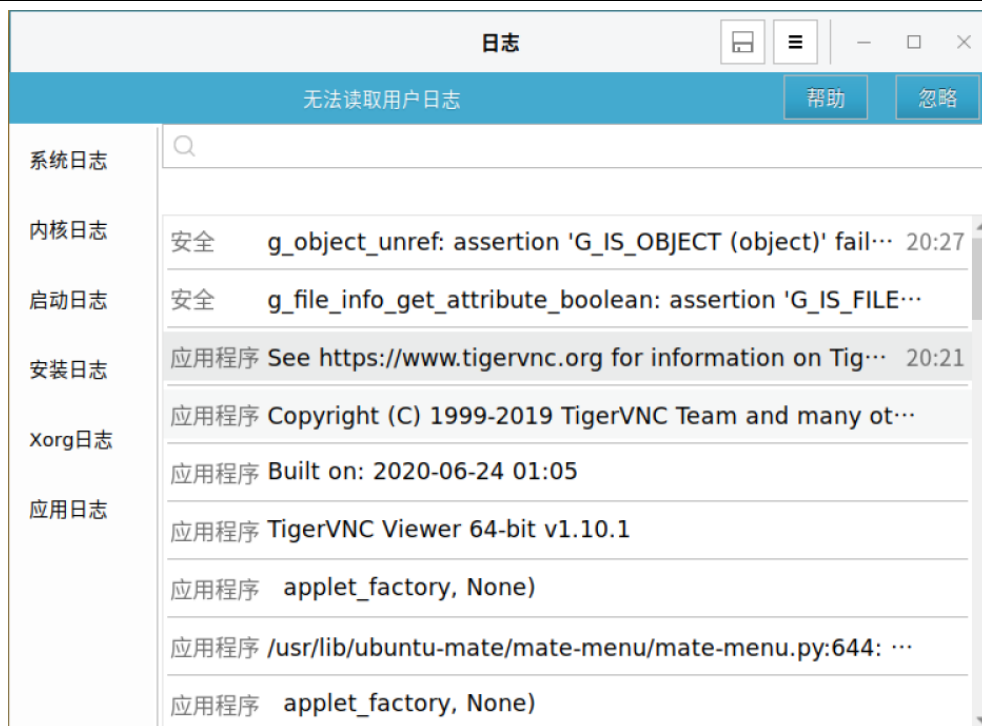 日志
无法读取用户日志 帮助 忽略
系统日志
内核日志
启动日志
安装日志
Xorg日志
应用日志
安全 g_object_unref: assertion 'G_IS_OBJECT (object)' fail··· 20:27
安全 g_file_info_get_attribute_boolean: assertion 'G_IS_FILE···
应用程序 See https://www.tigervnc.org for information on Tig··· 20:21
应用程序 Copyright (C) 1999-2019 TigerVNC Team and many ot···
应用程序 Built on: 2020-06-24 01:05
应用程序 TigerVNC Viewer 64-bit v1.10.1
应用程序 applet_factory, None)
应用程序 /usr/lib/ubuntu-mate/mate-menu/mate-menu.py:644: ···
应用程序 applet_factory, None)